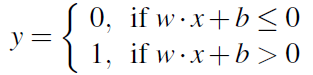 y = { 0, if w · x + b ≤ 0
1, if w · x + b > 0